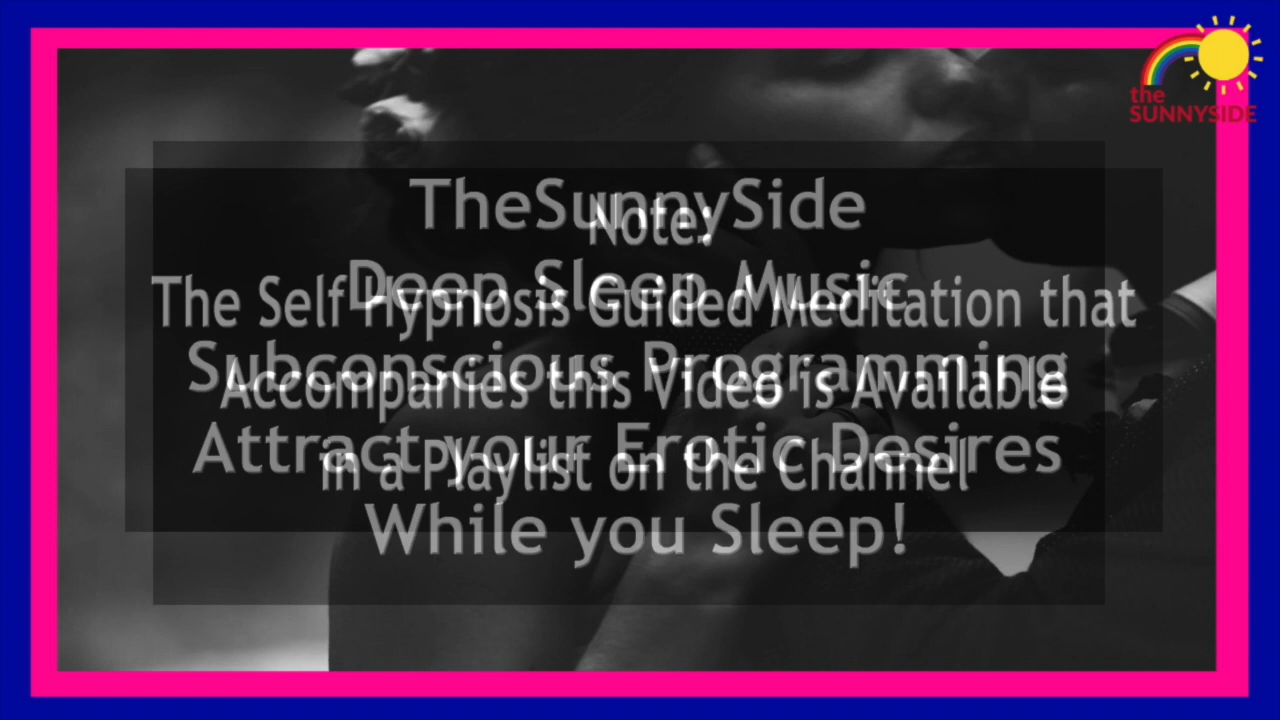 the
SUNNYSIDE
TheSunnySide
Deep Sleep Music
Subconscious Programming
Attract your Erotic Desires
While you Sleep!
Note:
The Self Hypnosis Guided Meditation that
Accompanies this Video is Available
in a Playlist on the Channel